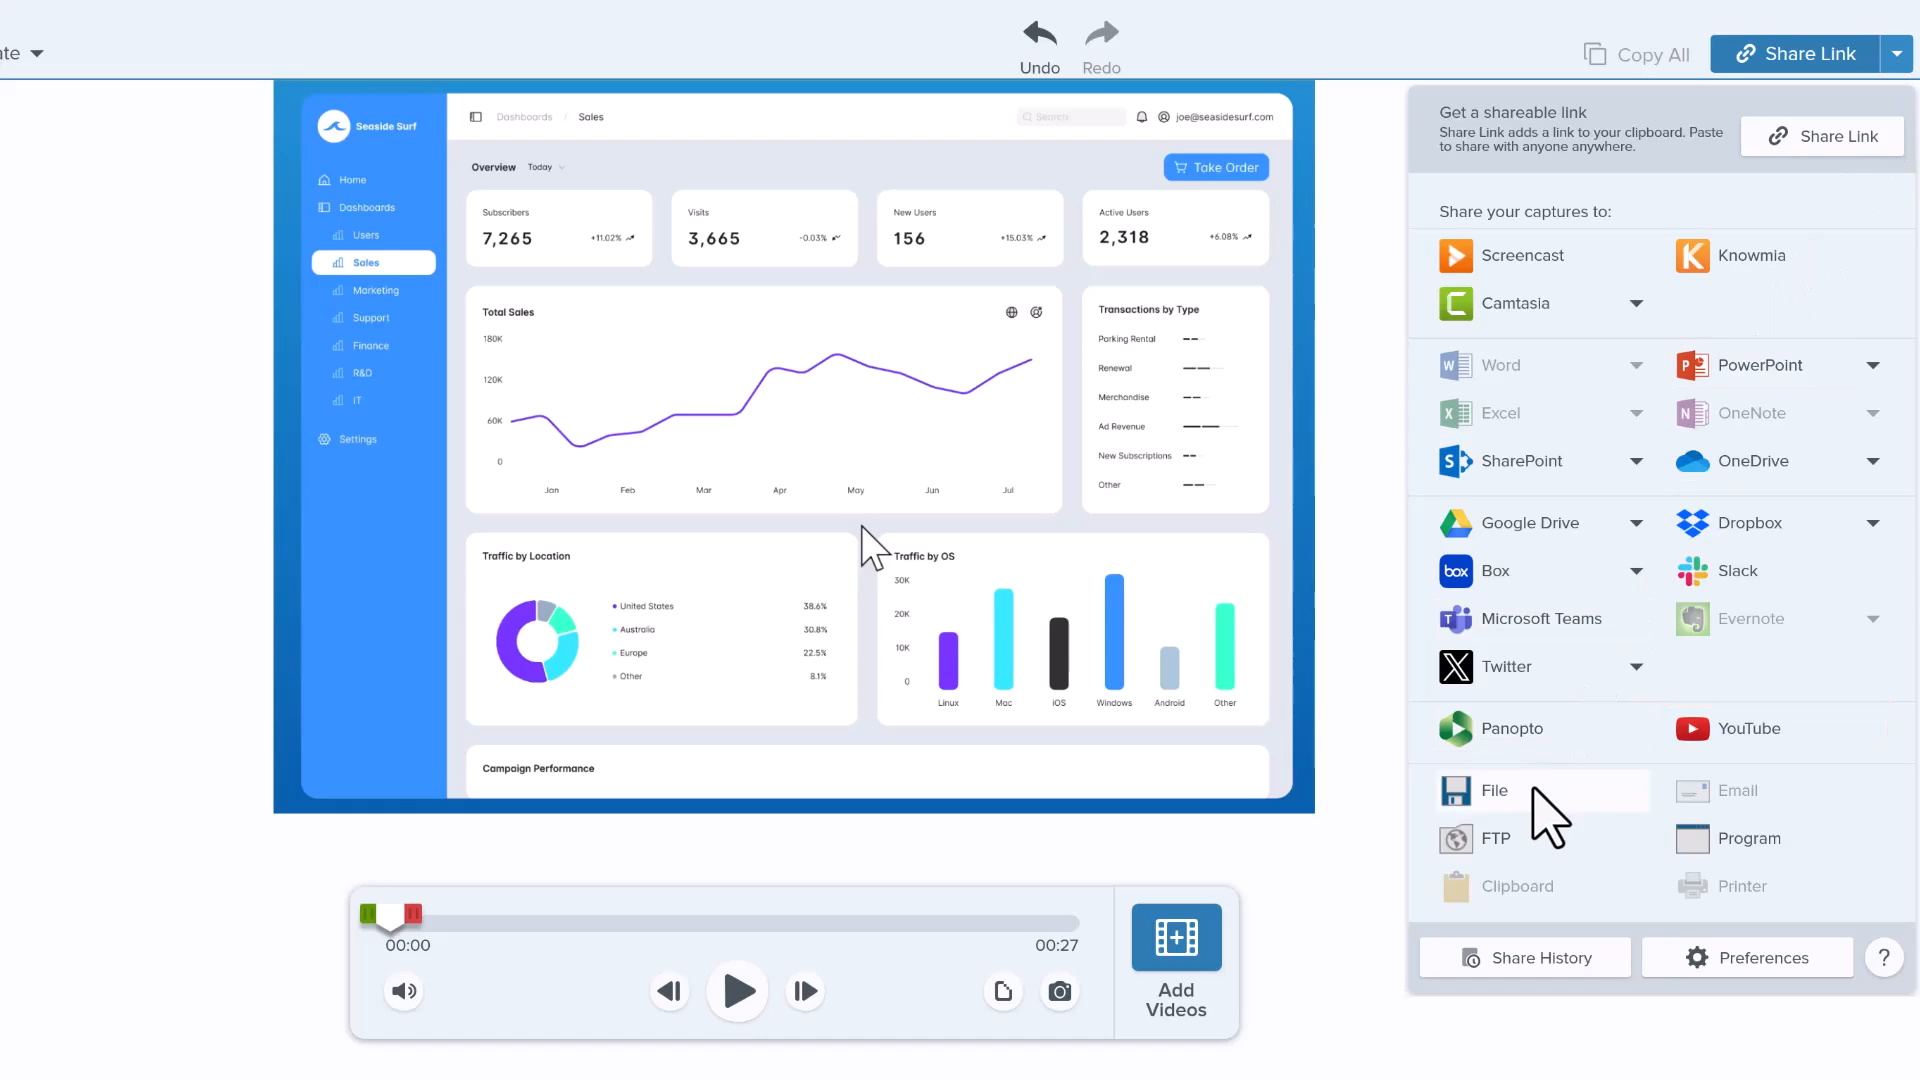 ate
Undo
Redo
Copy All
Share Link
Seaside Surf
Home
Dashboards
Users
Sales
Marketing
Support
Finance
R&D
IT
Settings
Dashboards / Sales
Search
joe@seasidesurf.com
Overview Today
Take Order
Subscribers
7,265 +11.02%
Visits
3,665 -0.03%
New Users
156 +15.03%
Active Users
2,318 +6.08%
Total Sales
180K
120K
60K
0
Jan Feb Mar Apr May Jun Jul
Transactions by Type
Parking Rental
Renewal
Merchandise
Ad Revenue
New Subscriptions
Other
Traffic by Location
United States 38.6%
Australia 30.8%
Europe 22.5%
Other 8.1%
Traffic by OS
30K
20K
10K
0
Linux Mac iOS Windows Android Other
Campaign Performance
00:00
00:27
Add
Videos
Get a shareable link
Share Link adds a link to your clipboard. Paste
to share with anyone anywhere.
Share Link
Share your captures to:
Screencast
Knowmia
Camtasia
Word
PowerPoint
Excel
OneNote
SharePoint
OneDrive
Google Drive
Dropbox
box Box
Slack
Microsoft Teams
Evernote
Twitter
Panopto
YouTube
File
Email
FTP
Program
Clipboard
Printer
Share History
Preferences
?